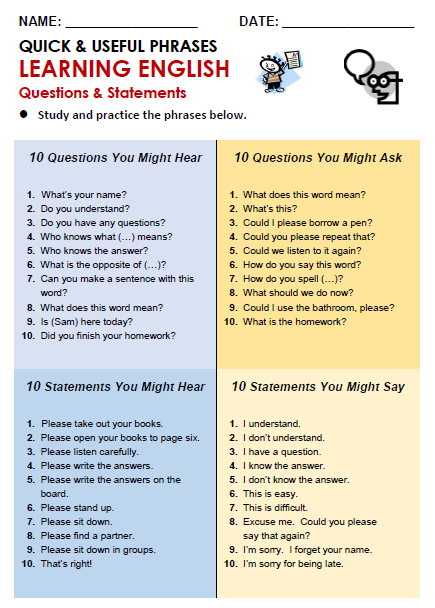 NAME: ___________________ DATE: ___________________
QUICK & USEFUL PHRASES
LEARNING ENGLISH
Questions & Statements
● Study and practice the phrases below.
10 Questions You Might Hear
1. What's your name?
2. Do you understand?
3. Do you have any questions?
4. Who knows what (…) means?
5. Who knows the answer?
6. What is the opposite of (…)?
7. Can you make a sentence with this
word?
8. What does this word mean?
9. Is (Sam) here today?
10. Did you finish your homework?
10 Questions You Might Ask
1. What does this word mean?
2. What's this?
3. Could I please borrow a pen?
4. Could you please repeat that?
5. Could we listen to it again?
6. How do you say this word?
7. How do you spell (…)?
8. What should we do now?
9. Could I use the bathroom, please?
10. What is the homework?
10 Statements You Might Hear
1. Please take out your books.
2. Please open your books to page six.
3. Please listen carefully.
4. Please write the answers.
5. Please write the answers on the
board.
6. Please stand up.
7. Please sit down.
8. Please find a partner.
9. Please sit down in groups.
10. That's right!
10 Statements You Might Say
1. I understand.
2. I don't understand.
3. I have a question.
4. I know the answer.
5. I don't know the answer.
6. This is easy.
7. This is difficult.
8. Excuse me. Could you please
say that again?
9. I'm sorry. I forget your name.
10. I'm sorry for being late.